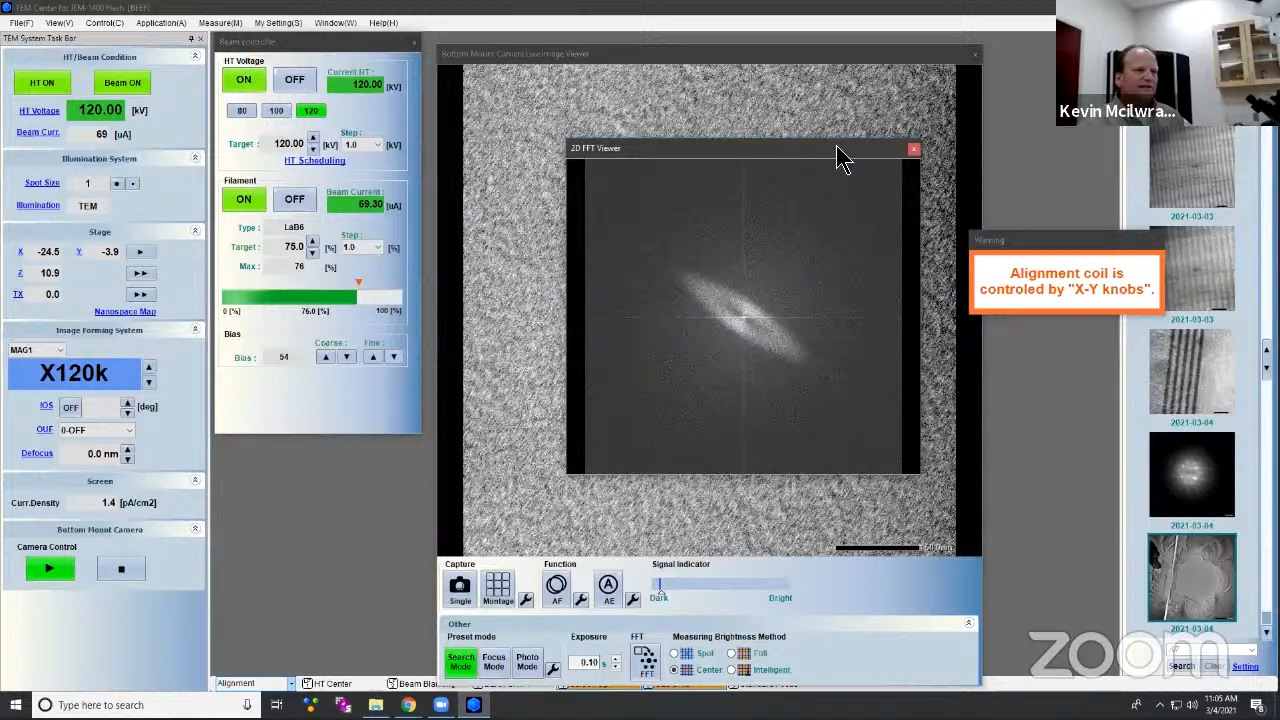 TEM Center for JEM-1400 Flash: [BEEF]
File(F) View(V) Control(C) Application(A) Measurement(M) My Setting(S) Window(W) Help(H)
TEM System Task Bar
HT/Beam Condition
HT ON Beam ON
HT Voltage 120.00 [kV]
Beam Curr. 69 [uA]
Illumination System
Spot Size 1
Illumination TEM
Stage
X -24.5 Y -3.9
Z 10.9
TX 0.0
Nanospace Map
Image Forming System
MAG1
X120k
IOS OFF [deg]
OUF 0-OFF
Defocus 0.0 nm
Screen
Curr.Density 1.4 [pA/cm2]
Bottom Mount Camera
Camera Control
Beam controller
HT Voltage
ON OFF Current HT: 120.00 [kV]
80 100 120
Target : 120.00 [kV] Step : 1.0 [kV]
HT Scheduling
Filament
ON OFF Beam Current : 69.30 [uA]
Type : LaB6
Target : 75.0 [%] Step : 1.0 [%]
Max : 76 [%]
0 [%] 75.0 [%] 100 [%]
Bias
Coarse : Fine :
Bias : 54
Bottom Mount Camera Live Image Viewer
2D FFT Viewer
Capture Function Signal Indicator
Single Montage AF A AE
Dark Bright
Other
Preset mode Exposure FFT Measuring Brightness Method
Search Mode Focus Mode Photo Mode 0.10 s FFT
Spot Full
Center Intelligent
Alignment HT Center
Warning
Alignment coil is
controled by "X-Y knobs".
Kevin Mcilwra...
2021-03-03
2021-03-03
2021-03-04
2021-03-04
2021-03-04
Search Clear Setting
zoom
Type here to search
11:05 AM
3/4/2021